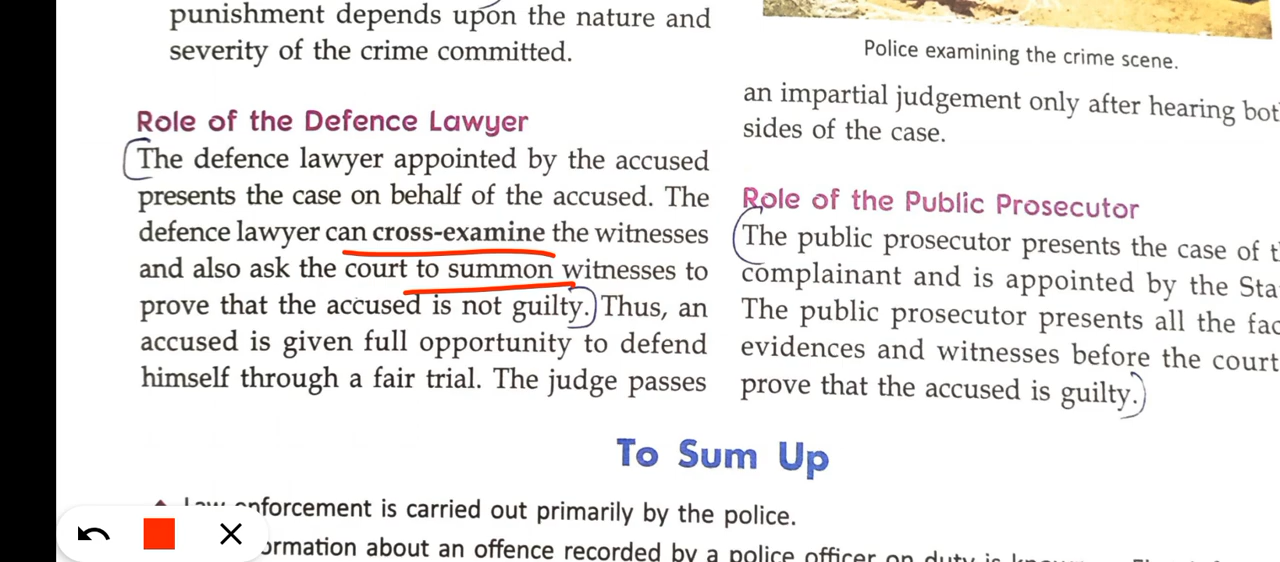 punishment depends upon the nature and
severity of the crime committed.
Role of the Defence Lawyer
The defence lawyer appointed by the accused
presents the case on behalf of the accused. The
defence lawyer can cross-examine the witnesses
and also ask the court to summon witnesses to
prove that the accused is not guilty. Thus, an
accused is given full opportunity to defend
himself through a fair trial. The judge passes
Police examining the crime scene.
an impartial judgement only after hearing
sides of the case.
Role of the Public Prosecutor
The public prosecutor presents the case of
complainant and is appointed by the
The public prosecutor presents all the
evidences and witnesses before the court
prove that the accused is guilty.
To Sum Up
Law enforcement is carried out primarily by the police.
about an offence recorded by a police officer on duty is